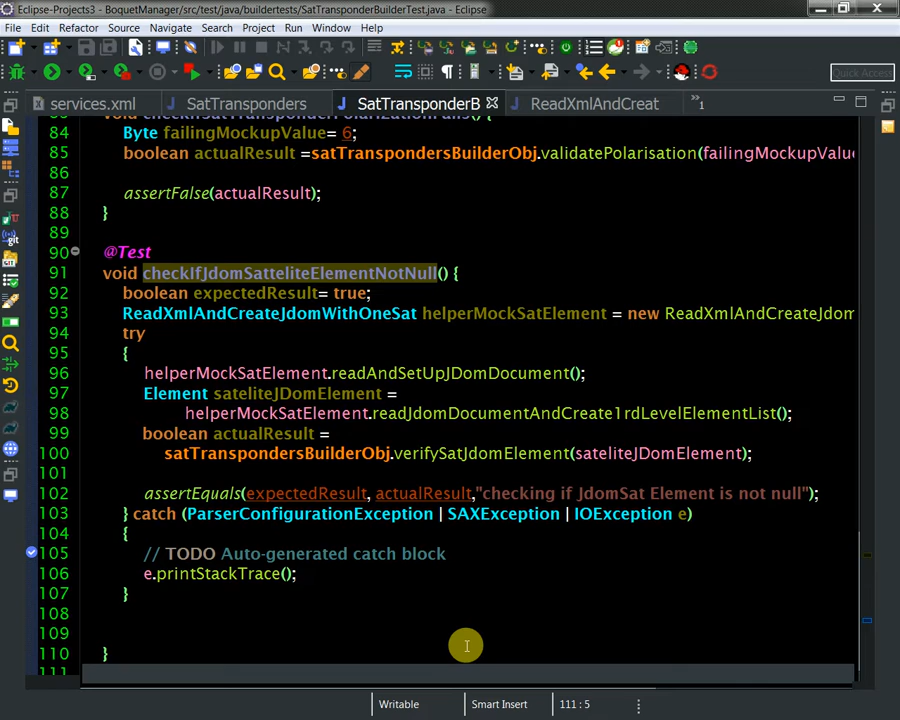 Eclipse-Projects3 - BoquetManager/src/test/java/buildertests/SatTransponderBuilderTest.java - Eclipse
File Edit Refactor Source Navigate Search Project Run Window Help
Quick Access
services.xml SatTransponders SatTransponderB ReadXmlAndCreat »1
84 Byte failingMockupValue= 6;
85 boolean actualResult =satTranspondersBuilderObj.validatePolarisation(failingMockupValue
86
87 assertFalse(actualResult);
88 }
89
90 @Test
91 void checkIfJdomSatteliteElementNotNull() {
92 boolean expectedResult= true;
93 ReadXmlAndCreateJdomWithOneSat helperMockSatElement = new ReadXmlAndCreateJdom
94 try
95 {
96 helperMockSatElement.readAndSetUpJDomDocument();
97 Element sateliteJDomElement =
98 helperMockSatElement.readJdomDocumentAndCreate1rdLevelElementList();
99 boolean actualResult =
100 satTranspondersBuilderObj.verifySatJdomElement(sateliteJDomElement);
101
102 assertEquals(expectedResult, actualResult,"checking if JdomSat Element is not null");
103 } catch (ParserConfigurationException | SAXException | IOException e)
104 {
105 // TODO Auto-generated catch block
106 e.printStackTrace();
107 }
108
109
110 }
111
Writable Smart Insert 111 : 5